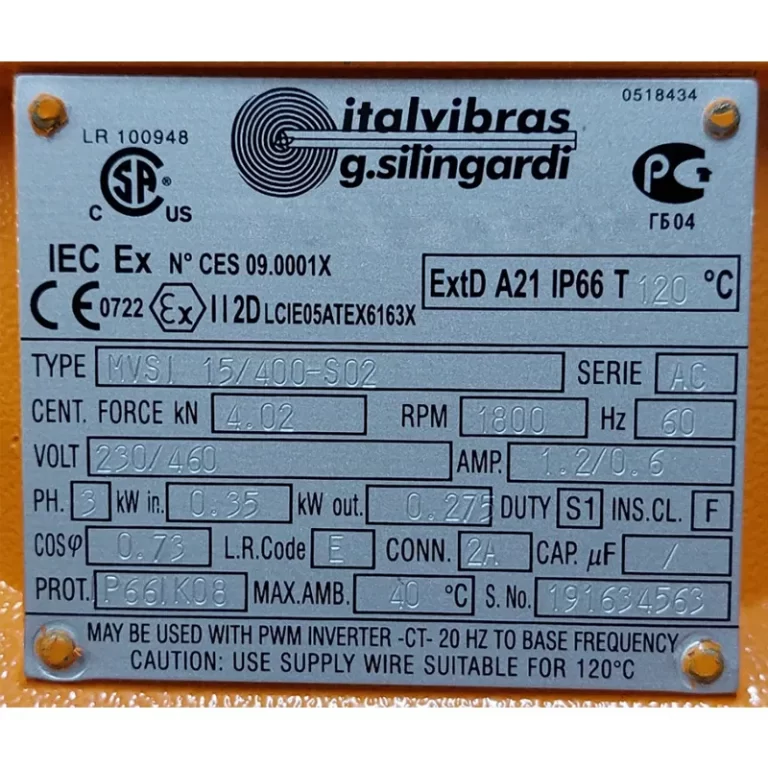 0518434
LR 100948
italvibras
g.silingardi
CSA ®
C US
PCT
ГБ04
IEC Ex N° CES 09.0001X
CE 0722 Ex II2D LCIE05ATEX6163X
ExtD A21 IP66 T 120 °C
TYPE MVSI 15/400-S02 SERIE AC
CENT. FORCE kN 4.02 RPM 1800 Hz 60
VOLT 230/460 AMP. 1.2/0.6
PH. 3 kW in. 0.35 kW out. 0.275 DUTY S1 INS.CL. F
COSφ 0.73 L.R.Code E CONN. 2A CAP. µF /
PROT. IP66IK08 MAX.AMB. 40 °C S. No. 191634563
MAY BE USED WITH PWM INVERTER -CT- 20 HZ TO BASE FREQUENCY
CAUTION: USE SUPPLY WIRE SUITABLE FOR 120°C